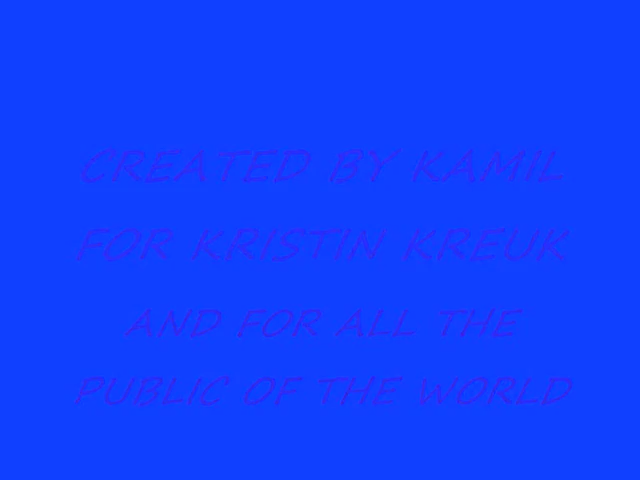 CREATED BY KAMIL
FOR KRISTIN KREUK
AND FOR ALL THE
PUBLIC OF THE WORLD